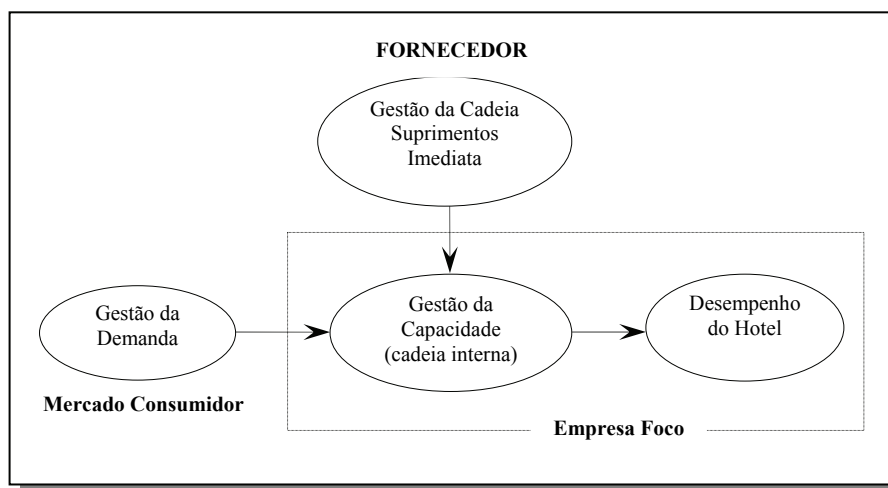 FORNECEDOR
Gestão da Cadeia
Suprimentos
Imediata
Gestão da
Demanda
Mercado Consumidor
Gestão da
Capacidade
(cadeia interna)
Desempenho
do Hotel
Empresa Foco